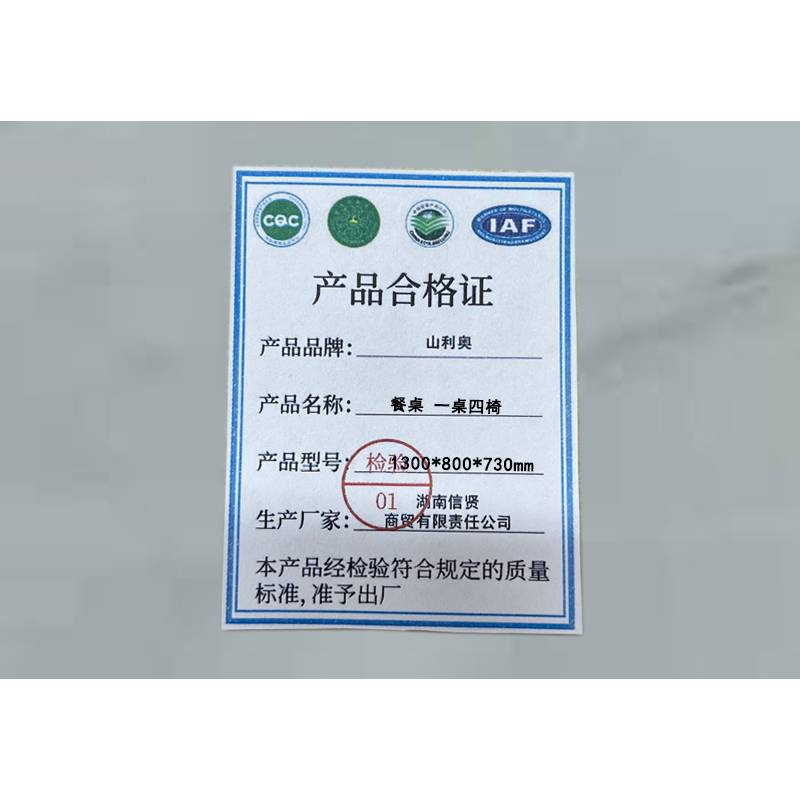 CQC
IAF
产品合格证
产品品牌: 山利奥
产品名称: 餐桌 一桌四椅
产品型号: 1300*800*730mm
检验
01
湖南信贤
生产厂家: 商贸有限责任公司
本产品经检验符合规定的质量
标准,准予出厂